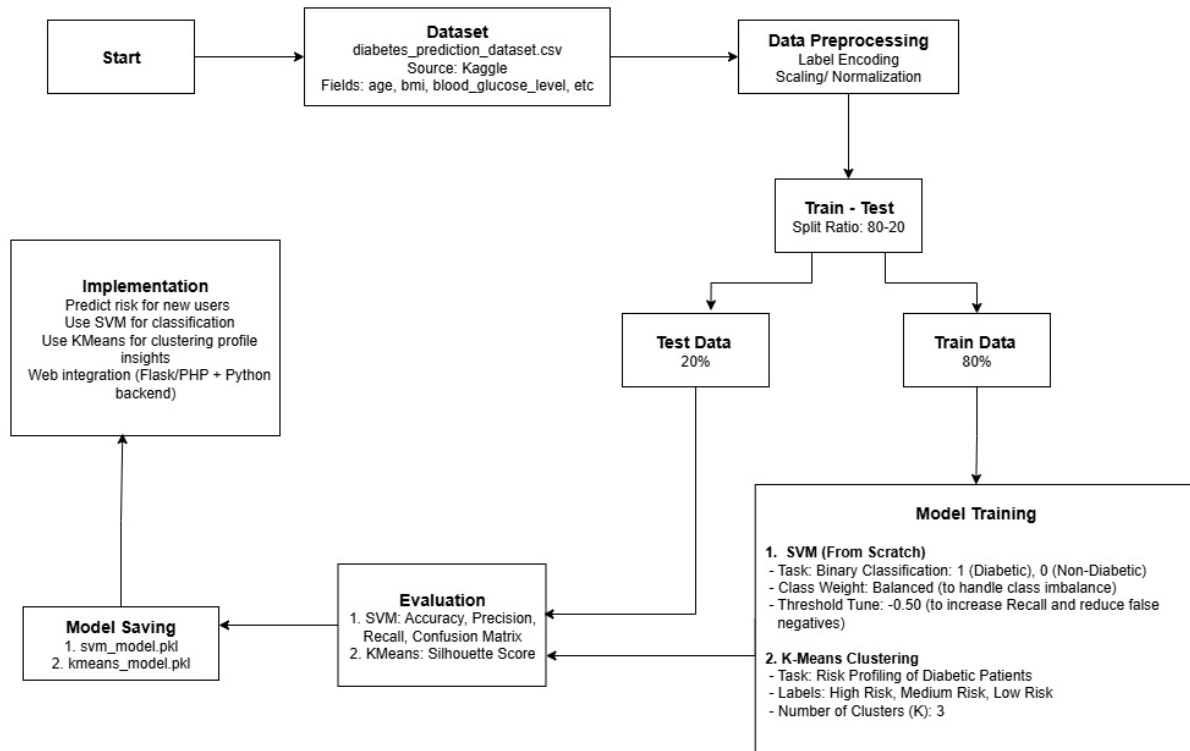 Start
Dataset
diabetes_prediction_dataset.csv
Source: Kaggle
Fields: age, bmi, blood_glucose_level, etc
Data Preprocessing
Label Encoding
Scaling/ Normalization
Train - Test
Split Ratio: 80-20
Test Data
20%
Train Data
80%
Model Training
1. SVM (From Scratch)
- Task: Binary Classification: 1 (Diabetic), 0 (Non-Diabetic)
- Class Weight: Balanced (to handle class imbalance)
- Threshold Tune: -0.50 (to increase Recall and reduce false
negatives)
2. K-Means Clustering
- Task: Risk Profiling of Diabetic Patients
- Labels: High Risk, Medium Risk, Low Risk
- Number of Clusters (K): 3
Evaluation
1. SVM: Accuracy, Precision,
Recall, Confusion Matrix
2. KMeans: Silhouette Score
Model Saving
1. svm_model.pkl
2. kmeans_model.pkl
Implementation
Predict risk for new users
Use SVM for classification
Use KMeans for clustering profile
insights
Web integration (Flask/PHP + Python
backend)